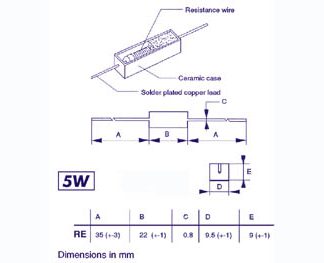 Resistance wire
Ceramic case
Solder plated copper lead
C
A B A
E
D
5W
A B C D E
RE 35 (+-3) 22 (+-1) 0.8 9.5 (+-1) 9 (+-1)
Dimensions in mm